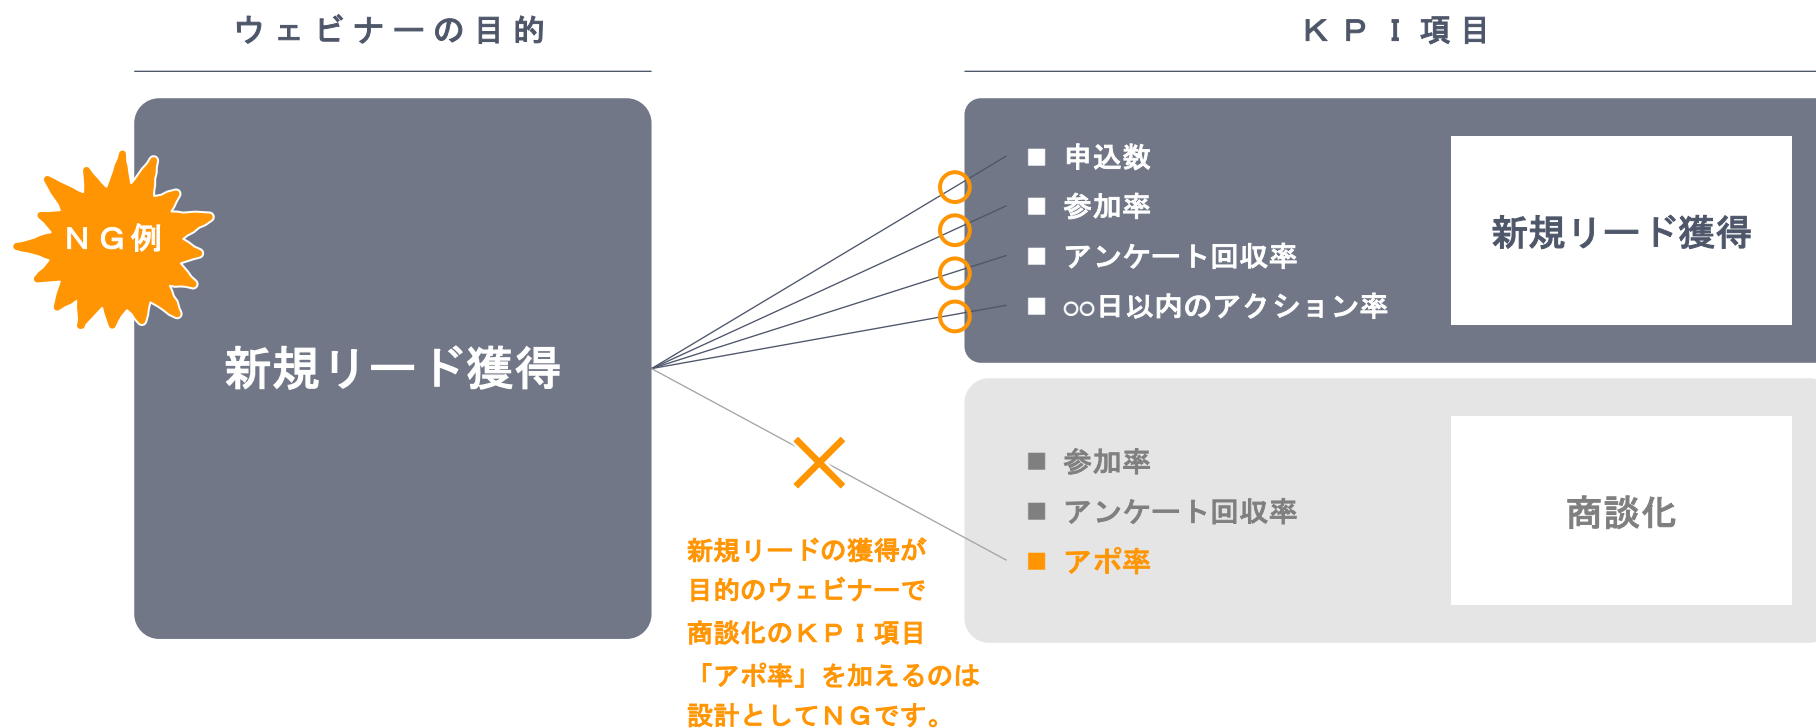 ウェビナーの目的
KPI項目
NG例
新規リード獲得
■ 申込数
■ 参加率
■ アンケート回収率
■ ○○日以内のアクション率
新規リード獲得
■ 参加率
■ アンケート回収率
■ アポ率
商談化
新規リードの獲得が
目的のウェビナーで
商談化のKPI項目
「アポ率」を加えるのは
設計としてNGです。